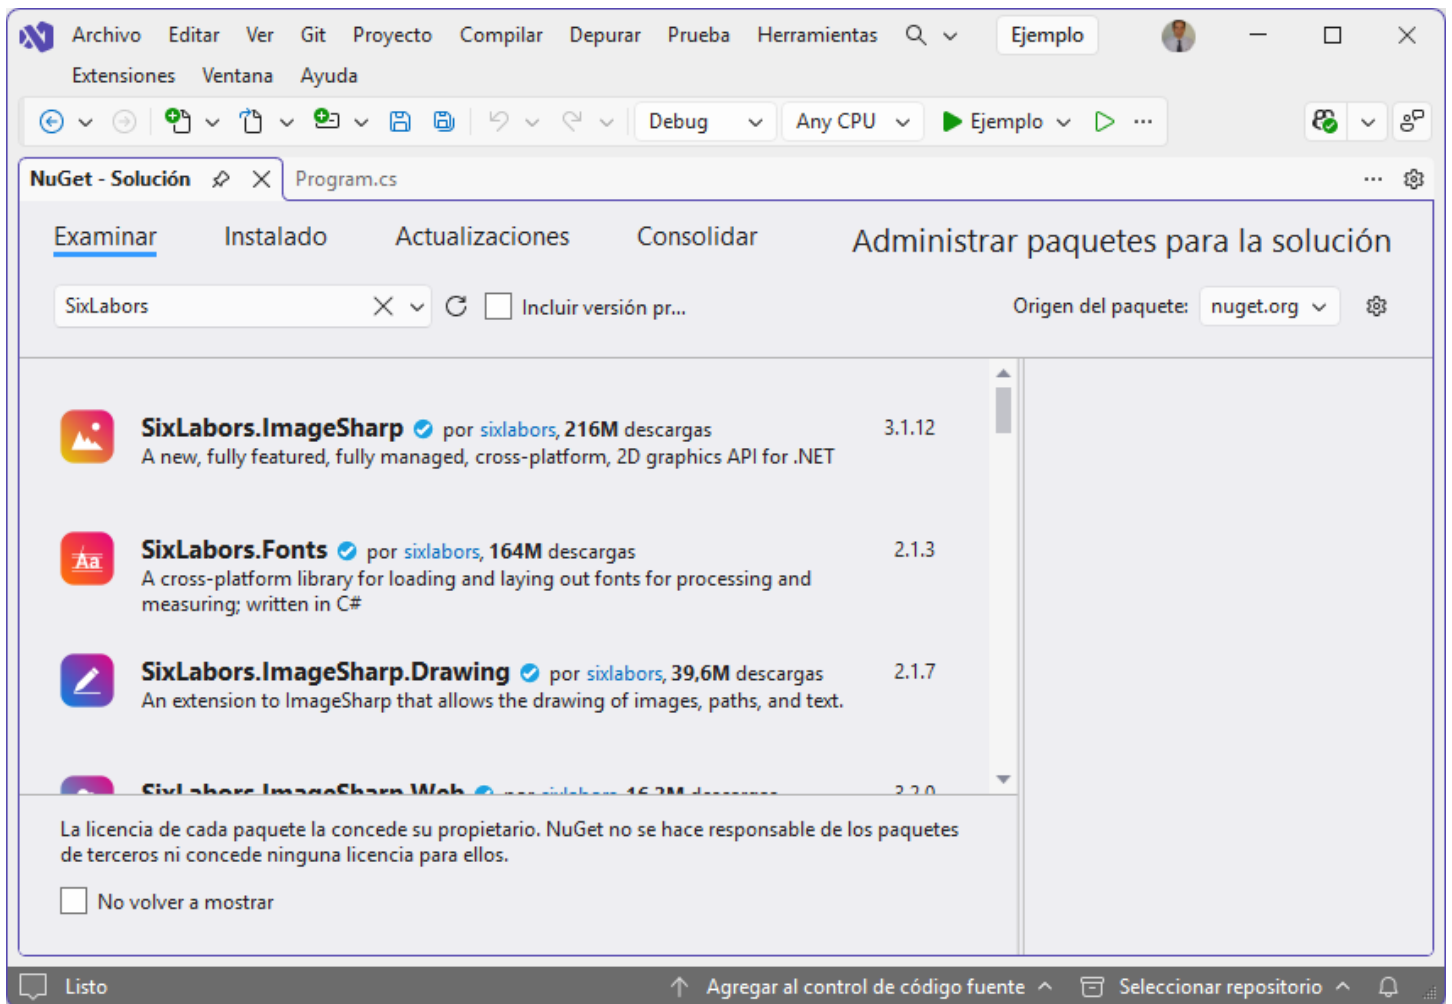 Archivo Editar Ver Git Proyecto Compilar Depurar Prueba Herramientas Ejemplo
Extensiones Ventana Ayuda
Debug Any CPU Ejemplo
NuGet - Solución Program.cs
Examinar Instalado Actualizaciones Consolidar Administrar paquetes para la solución
SixLabors Incluir versión pr... Origen del paquete: nuget.org
SixLabors.ImageSharp por sixlabors, 216M descargas 3.1.12
A new, fully featured, fully managed, cross-platform, 2D graphics API for .NET
SixLabors.Fonts por sixlabors, 164M descargas 2.1.3
Aa
A cross-platform library for loading and laying out fonts for processing and
measuring; written in C#
SixLabors.ImageSharp.Drawing por sixlabors, 39,6M descargas 2.1.7
An extension to ImageSharp that allows the drawing of images, paths, and text.
SixLabors.ImageSharp.Web por sixlabors, descargas
La licencia de cada paquete la concede su propietario. NuGet no se hace responsable de los paquetes
de terceros ni concede ninguna licencia para ellos.
No volver a mostrar
Listo Agregar al control de código fuente Seleccionar repositorio